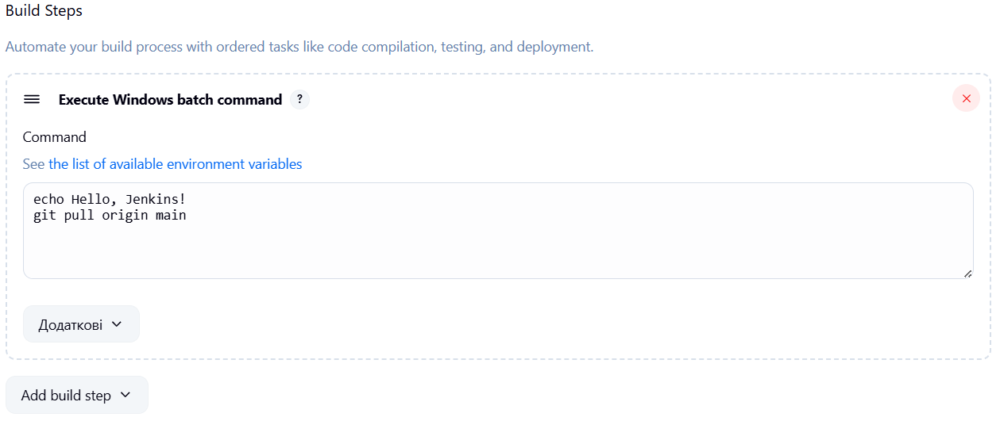 Build Steps
Automate your build process with ordered tasks like code compilation, testing, and deployment.
Execute Windows batch command ?
Command
See the list of available environment variables
echo Hello, Jenkins!
git pull origin main
Додаткові
Add build step